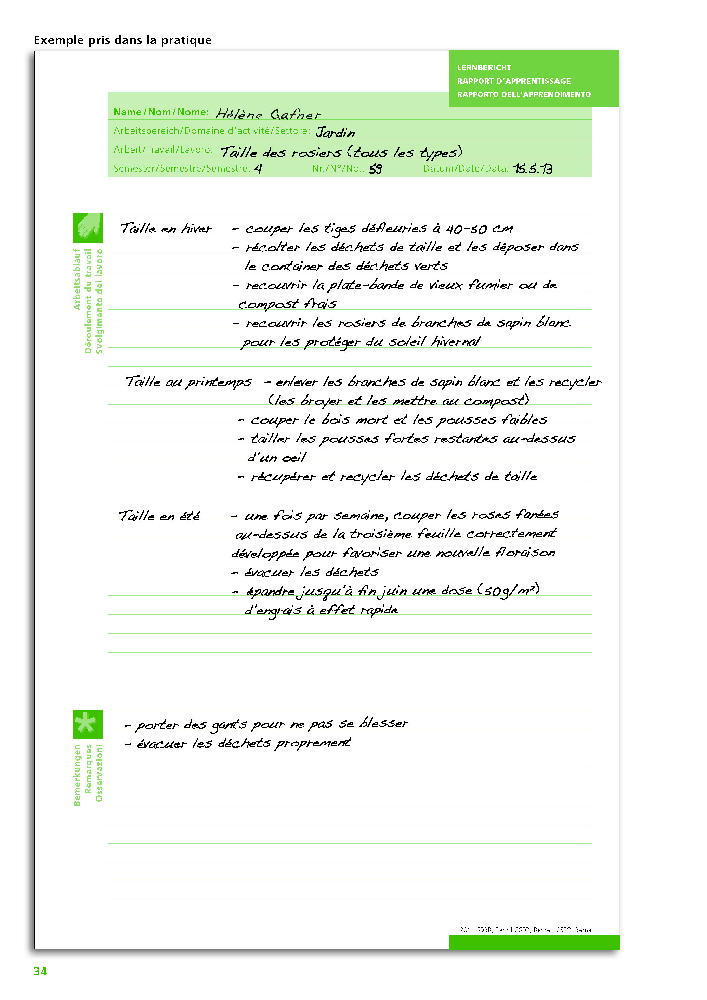 Exemple pris dans la pratique
LERNBERICHT
RAPPORT D'APPRENTISSAGE
RAPPORTO DELL'APPRENDIMENTO
Name/Nom/Nome: Hélène Gafner
Arbeitsbereich/Domaine d'activité/Settore: Jardin
Arbeit/Travail/Lavoro: Taille des rosiers (tous les types)
Semester/Semestre/Semestre: 4 Nr./N°/No.: 59 Datum/Date/Data: 15.5.13
Arbeitsablauf
Déroulement du travail
Svolgimento del lavoro
Taille en hiver - couper les tiges défleuries à 40-50 cm
- récolter les déchets de taille et les déposer dans
le container des déchets verts
- recouvrir la plate-bande de vieux fumier ou de
compost frais
- recouvrir les rosiers de branches de sapin blanc
pour les protéger du soleil hivernal
Taille au printemps - enlever les branches de sapin blanc et les recycler
(les broyer et les mettre au compost)
- couper le bois mort et les pousses faibles
- tailler les pousses fortes restantes au-dessus
d'un oeil
- récupérer et recycler les déchets de taille
Taille en été - une fois par semaine, couper les roses fanées
au-dessus de la troisième feuille correctement
développée pour favoriser une nouvelle floraison
- évacuer les déchets
- épandre jusqu'à fin juin une dose (50g/m²)
d'engrais à effet rapide
Bemerkungen
Remarques
Osservazioni
- porter des gants pour ne pas se blesser
- évacuer les déchets proprement
2014 SDBB, Bern I CSFO, Berne I CSFO, Berna
34